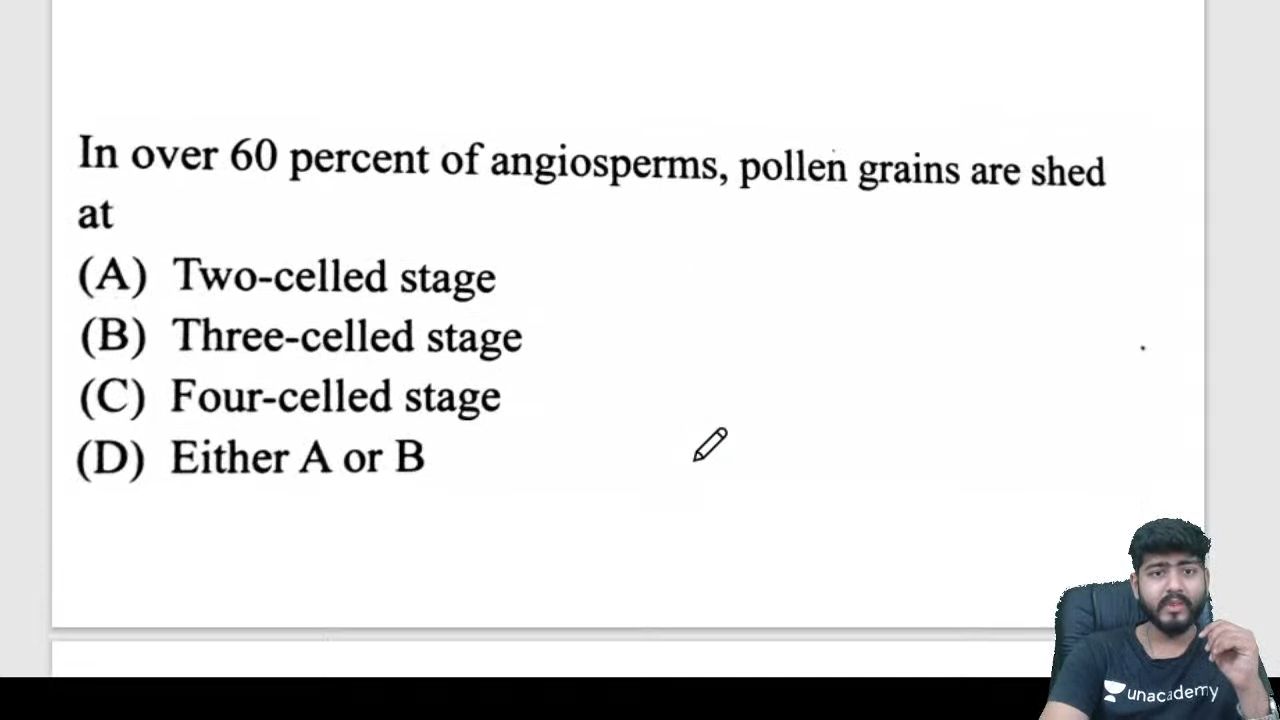 In over 60 percent of angiosperms, pollen grains are shed
at
(A) Two-celled stage
(B) Three-celled stage
(C) Four-celled stage
(D) Either A or B
unacademy